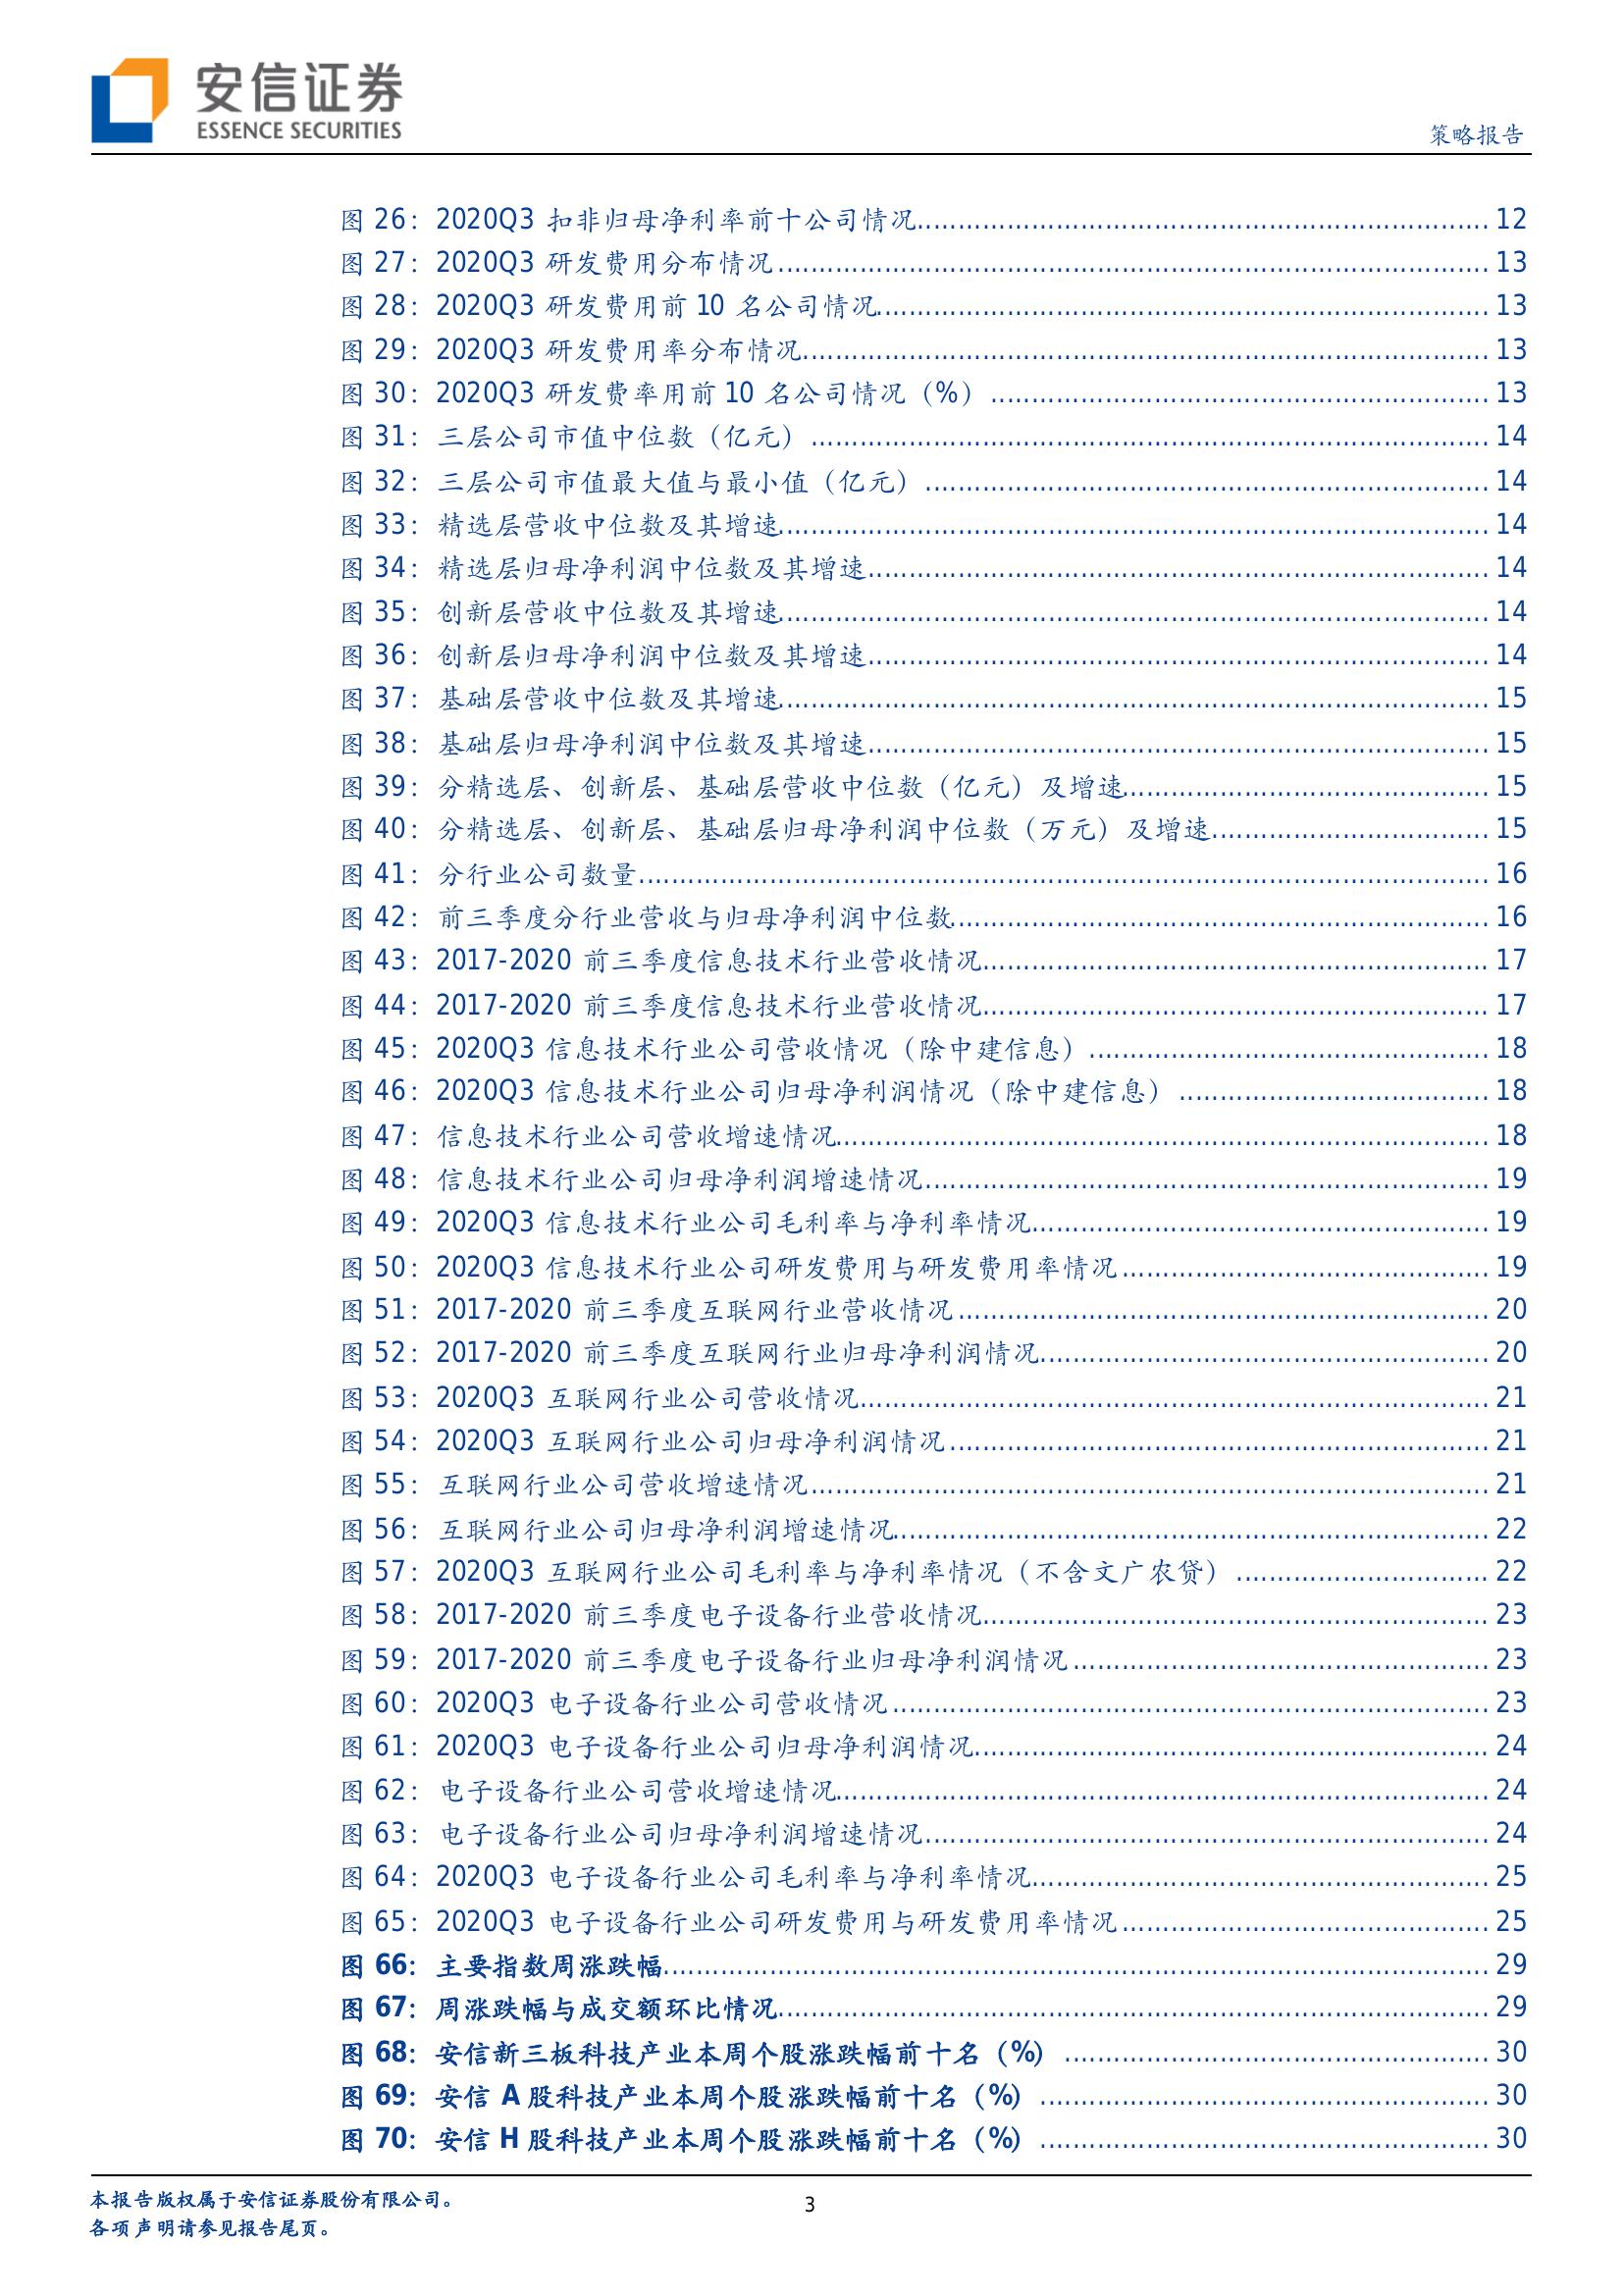 安信证券
ESSENCE SECURITIES
策略报告
图 26：2020Q3 扣非归母净利率前十公司情况 12
图 27：2020Q3 研发费用分布情况 13
图 28：2020Q3 研发费用前 10 名公司情况 13
图 29：2020Q3 研发费用率分布情况 13
图 30：2020Q3 研发费率用前 10 名公司情况（%） 13
图 31：三层公司市值中位数（亿元） 14
图 32：三层公司市值最大值与最小值（亿元） 14
图 33：精选层营收中位数及其增速 14
图 34：精选层归母净利润中位数及其增速 14
图 35：创新层营收中位数及其增速 14
图 36：创新层归母净利润中位数及其增速 14
图 37：基础层营收中位数及其增速 15
图 38：基础层归母净利润中位数及其增速 15
图 39：分精选层、创新层、基础层营收中位数（亿元）及增速 15
图 40：分精选层、创新层、基础层归母净利润中位数（万元）及增速 15
图 41：分行业公司数量 16
图 42：前三季度分行业营收与归母净利润中位数 16
图 43：2017-2020 前三季度信息技术行业营收情况 17
图 44：2017-2020 前三季度信息技术行业营收情况 17
图 45：2020Q3 信息技术行业公司营收情况（除中建信息） 18
图 46：2020Q3 信息技术行业公司归母净利润情况（除中建信息） 18
图 47：信息技术行业公司营收增速情况 18
图 48：信息技术行业公司归母净利润增速情况 19
图 49：2020Q3 信息技术行业公司毛利率与净利率情况 19
图 50：2020Q3 信息技术行业公司研发费用与研发费用率情况 19
图 51：2017-2020 前三季度互联网行业营收情况 20
图 52：2017-2020 前三季度互联网行业归母净利润情况 20
图 53：2020Q3 互联网行业公司营收情况 21
图 54：2020Q3 互联网行业公司归母净利润情况 21
图 55：互联网行业公司营收增速情况 21
图 56：互联网行业公司归母净利润增速情况 22
图 57：2020Q3 互联网行业公司毛利率与净利率情况（不含文广农贷） 22
图 58：2017-2020 前三季度电子设备行业营收情况 23
图 59：2017-2020 前三季度电子设备行业归母净利润情况 23
图 60：2020Q3 电子设备行业公司营收情况 23
图 61：2020Q3 电子设备行业公司归母净利润情况 24
图 62：电子设备行业公司营收增速情况 24
图 63：电子设备行业公司归母净利润增速情况 24
图 64：2020Q3 电子设备行业公司毛利率与净利率情况 25
图 65：2020Q3 电子设备行业公司研发费用与研发费用率情况 25
图 66：主要指数周涨跌幅 29
图 67：周涨跌幅与成交额环比情况 29
图 68：安信新三板科技产业本周个股涨跌幅前十名（%） 30
图 69：安信 A 股科技产业本周个股涨跌幅前十名（%） 30
图 70：安信 H 股科技产业本周个股涨跌幅前十名（%） 30
本报告版权属于安信证券股份有限公司。
3
各项声明请参见报告尾页。